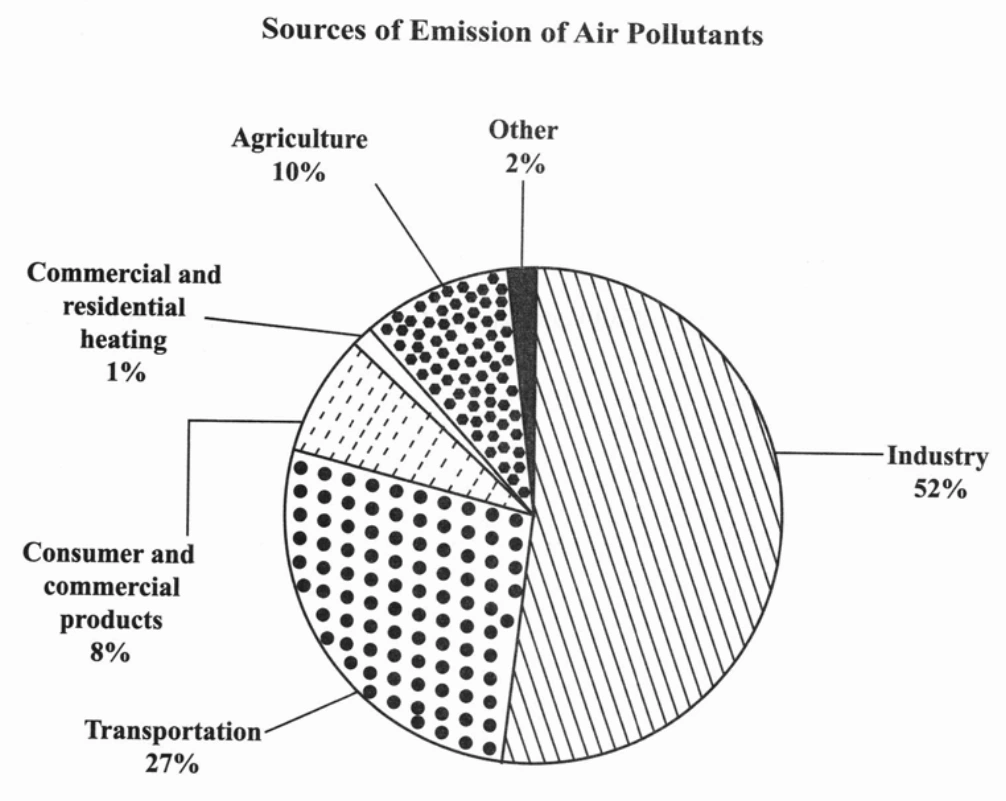 Sources of Emission of Air Pollutants
Other
2%
Agriculture
10%
Commercial and
residential
heating
1%
Industry
52%
Consumer and
commercial
products
8%
Transportation
27%